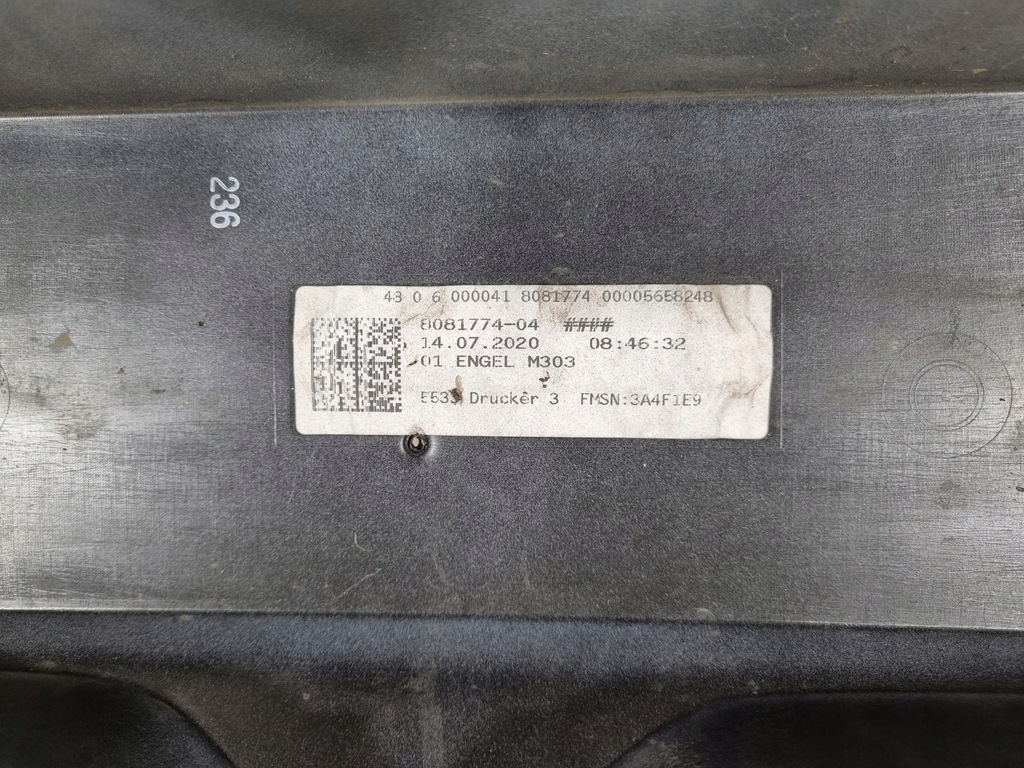 236
43 0 6 000041 8081774 00005658248
8081774-04 ####
14.07.2020 08:46:32
01 ENGEL M303
Drucker 3 FMSN:3A4F1E9